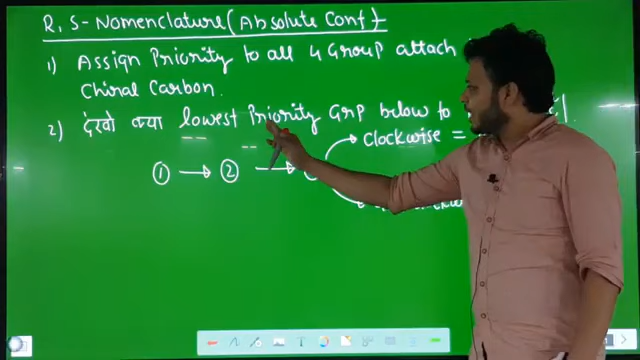 R, S-Nomenclature (Absolute Conf)
1) Assign Priority to all 4 Group attach
Chiral Carbon.
2) देखो क्या lowest Priority Grp below to
Clockwise =
1 → 2 →